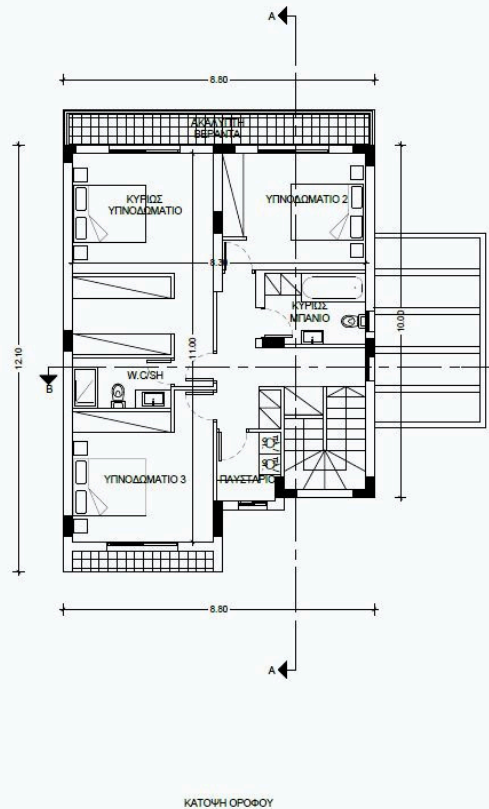 A
8.80
ΑΚΑΛΥΠΤΗ
ΒΕΡΑΝΤΑ
ΚΥΡΙΩΣ
ΥΠΝΟΔΩΜΑΤΙΟ
ΥΠΝΟΔΩΜΑΤΙΟ 2
8.30
ΚΥΡΙΩΣ
ΜΠΑΝΙΟ
12.10
11.00
10.00
B
W.C/SH
ΥΠΝΟΔΩΜΑΤΙΟ 3
ΠΛΥΣΤΑΡΙΟ
8.80
A
ΚΑΤΟΨΗ ΟΡΟΦΟΥ